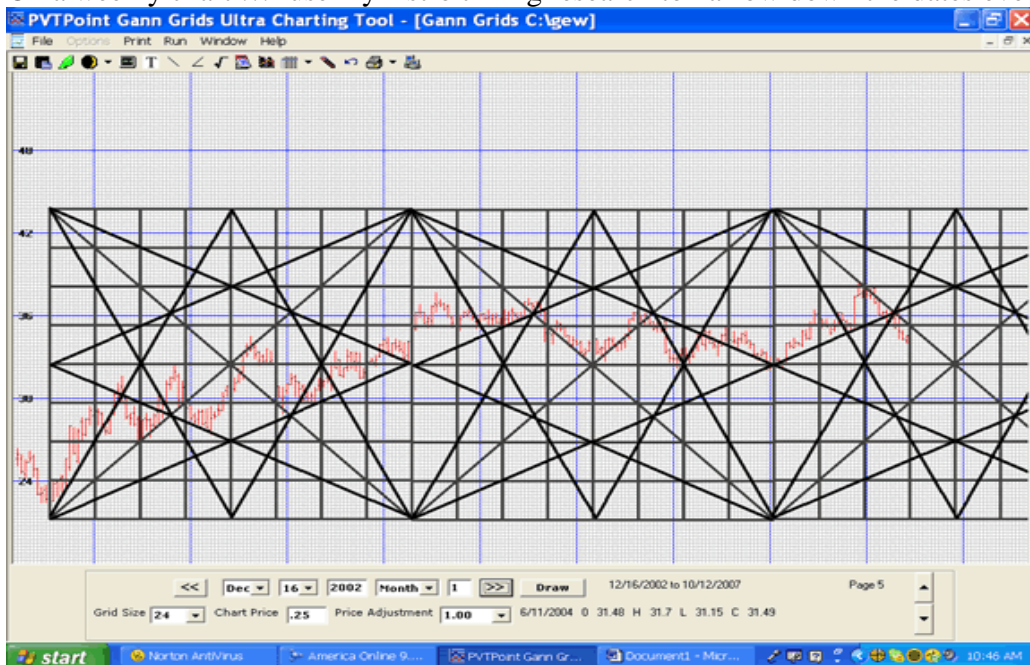 PVTPoint Gann Grids Ultra Charting Tool - [Gann Grids C:\gew]
File Options Print Run Window Help
T
48
42
36
30
24
<< Dec 16 2002 Month 1 >> Draw 12/16/2002 to 10/12/2007 Page 5
Grid Size 24 Chart Price .25 Price Adjustment 1.00 6/11/2004 O 31.48 H 31.7 L 31.15 C 31.49
start Norton AntiVirus America Online 9.... PVTPoint Gann Gr... Document1 - Micr... 10:46 AM